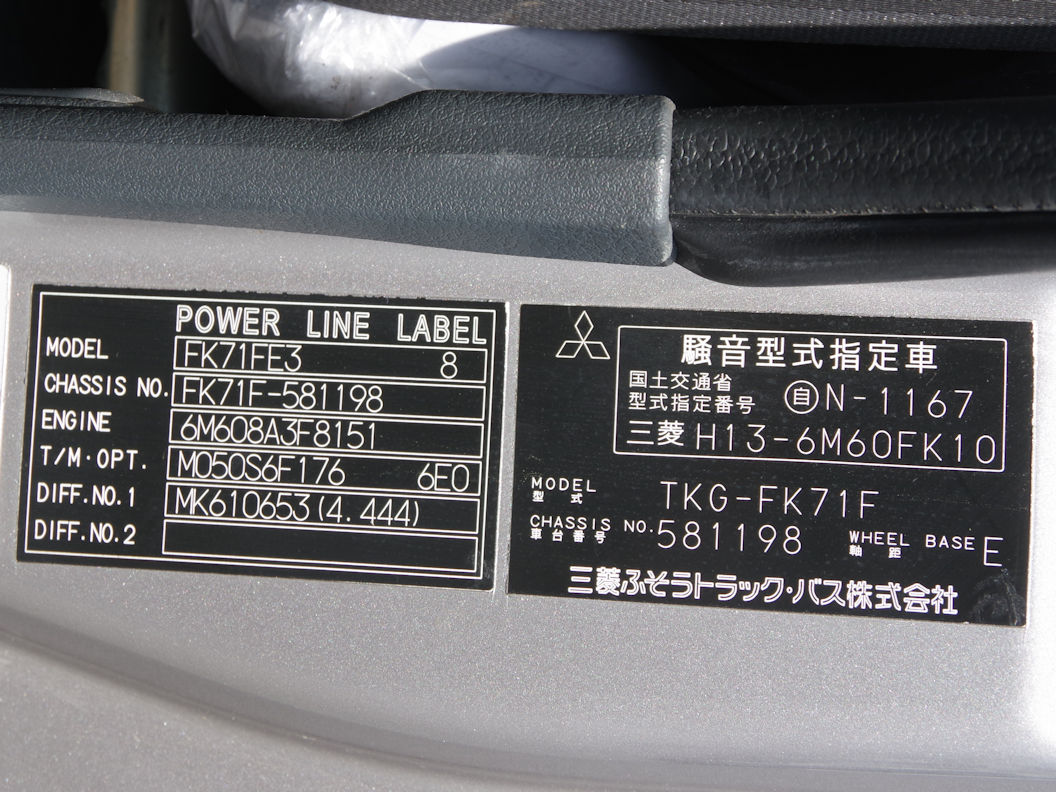 POWER LINE LABEL
MODEL FK71FE3 8
CHASSIS NO. FK71F-581198
ENGINE 6M608A3F8151
T/M·OPT. M050S6F176 6E0
DIFF.NO.1 MK610653(4.444)
DIFF.NO.2
騒音型式指定車
国土交通省
型式指定番号 自N-1167
三菱 H13-6M60FK10
MODEL TKG-FK71F
型式
CHASSIS NO. 581198 WHEEL BASE E
車台番号 軸距
三菱ふそうトラック・バス株式会社